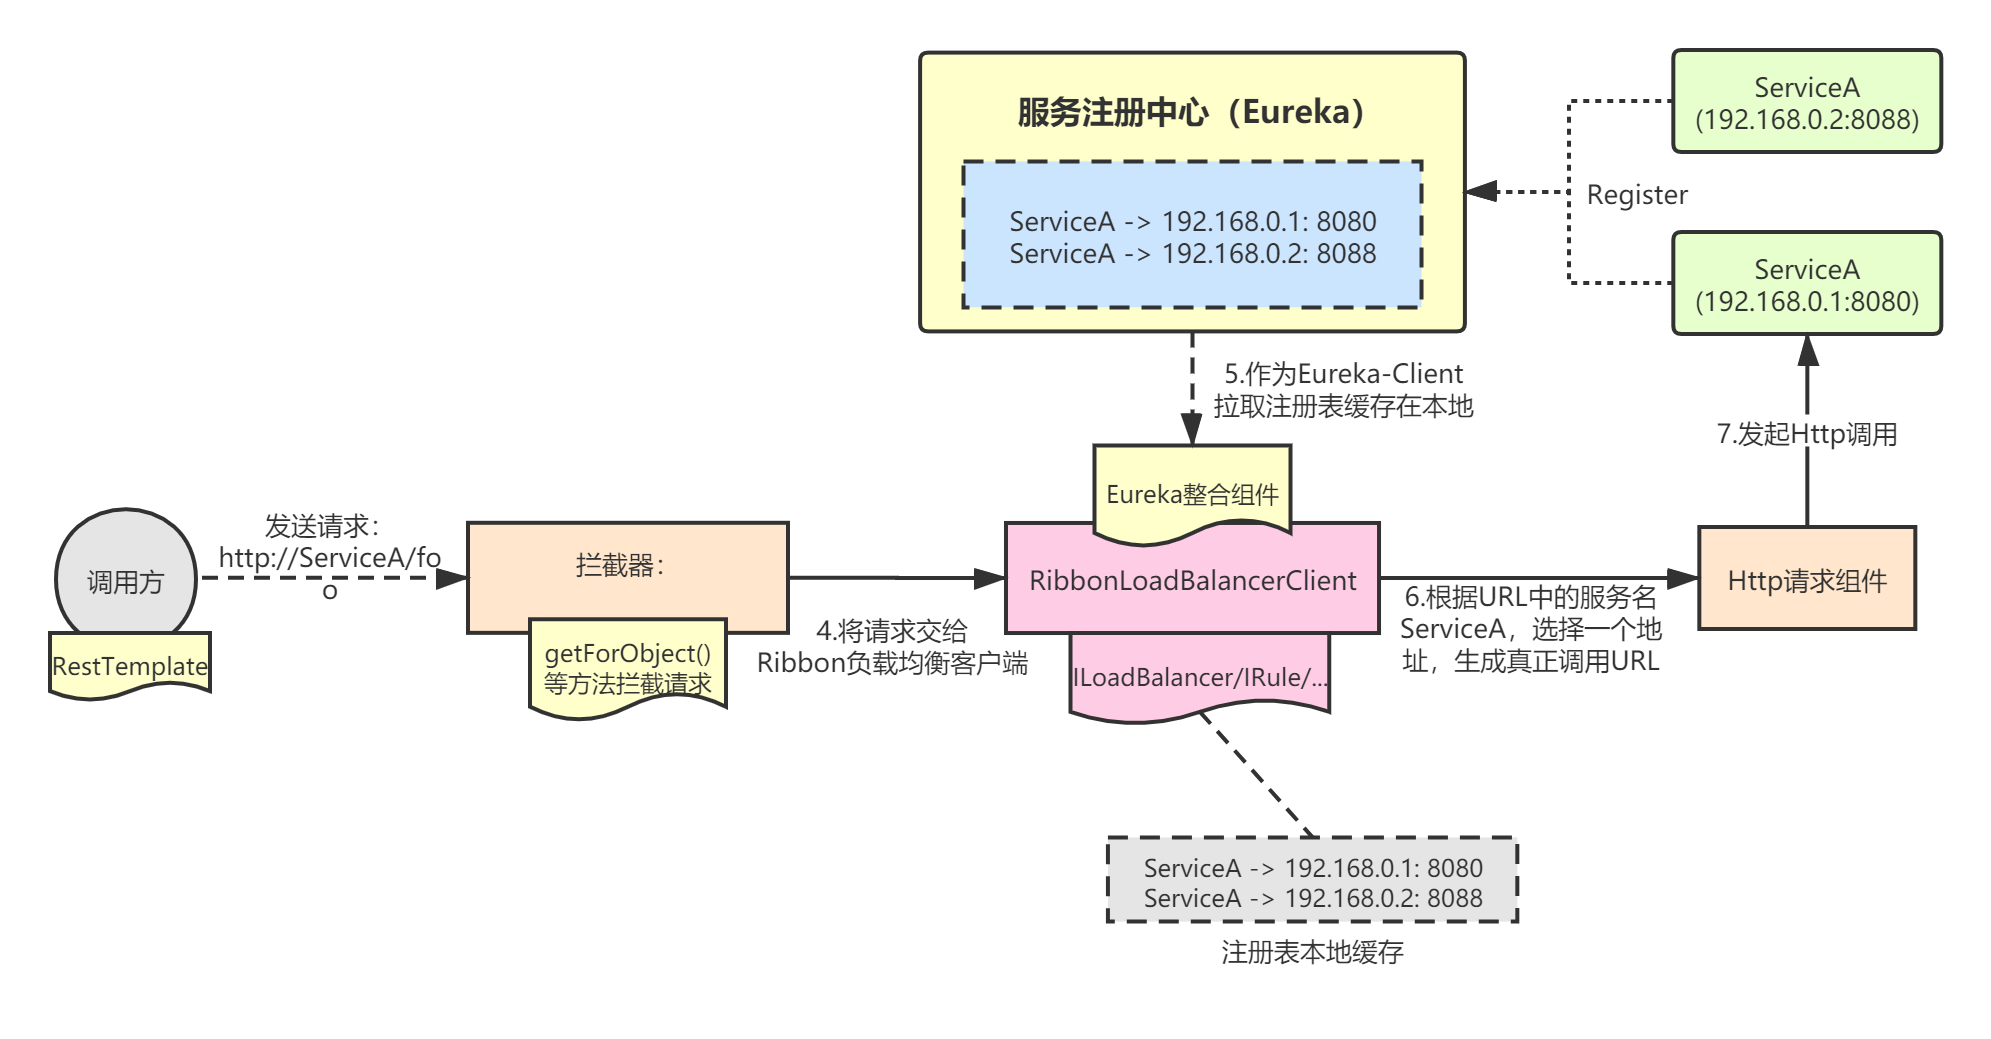 服务注册中心（Eureka）
ServiceA -> 192.168.0.1: 8080
ServiceA -> 192.168.0.2: 8088
ServiceA
(192.168.0.2:8088)
Register
ServiceA
(192.168.0.1:8080)
5.作为Eureka-Client
拉取注册表缓存在本地
7.发起Http调用
Eureka整合组件
发送请求：
http://ServiceA/fo
o
调用方
RestTemplate
拦截器：
getForObject()
等方法拦截请求
4.将请求交给
Ribbon负载均衡客户端
RibbonLoadBalancerClient
ILoadBalancer/IRule/...
6.根据URL中的服务名
ServiceA，选择一个地
址，生成真正调用URL
Http请求组件
ServiceA -> 192.168.0.1: 8080
ServiceA -> 192.168.0.2: 8088
注册表本地缓存